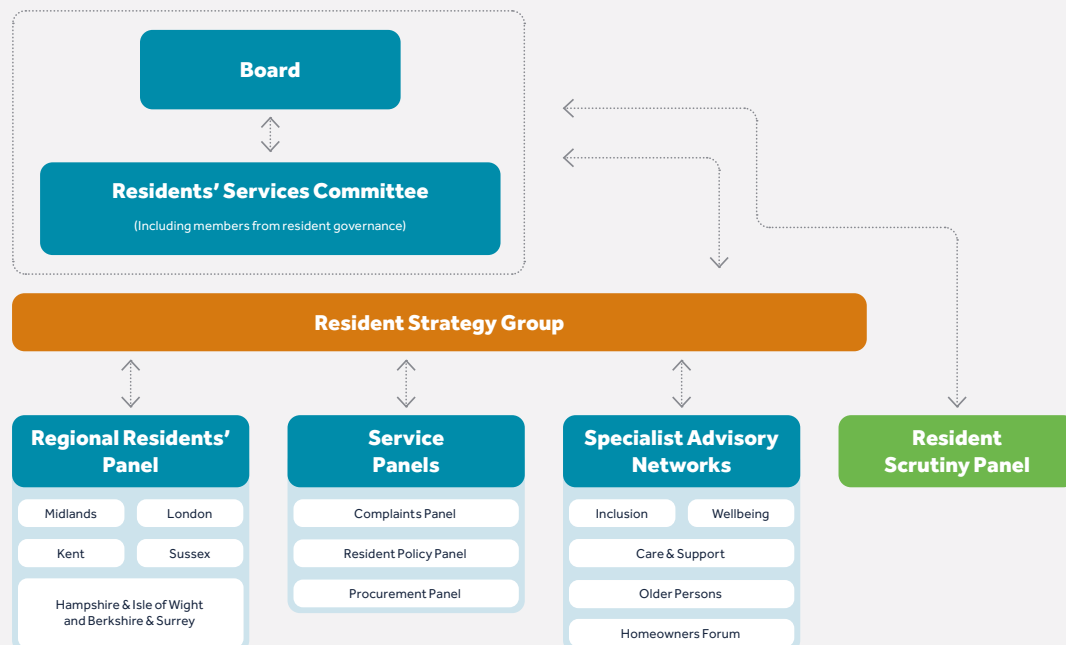 Board
Residents’ Services Committee
(Including members from resident governance)
Resident Strategy Group
Regional Residents’
Panel
Midlands
London
Kent
Sussex
Hampshire & Isle of Wight
and Berkshire & Surrey
Service
Panels
Complaints Panel
Resident Policy Panel
Procurement Panel
Specialist Advisory
Networks
Inclusion
Wellbeing
Care & Support
Older Persons
Homeowners Forum
Resident
Scrutiny Panel